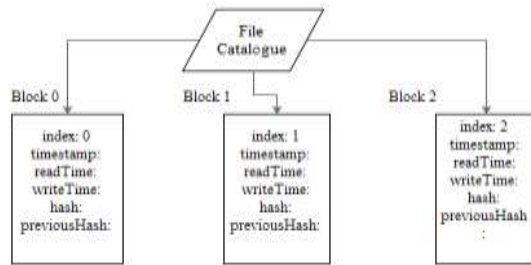 File
Catalogue
Block 0
Block 1
Block 2
index: 0
timestamp:
readTime:
writeTime:
hash:
previousHash:
index: 1
timestamp:
readTime:
writeTime:
hash:
previousHash:
index: 2
timestamp:
readTime:
writeTime:
hash:
previousHash
: